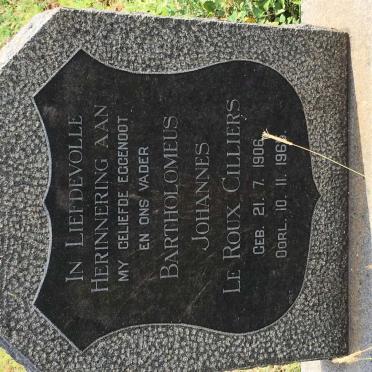 IN LIEFDEVOLLE
HERINNERING AAN
MY GELIEFDE EGGENOOT
EN ONS VADER
BARTHOLOMEUS
JOHANNES
LE ROUX CILLIERS
GEB. 21. 7. 1906
OORL. 10. 11. 1968